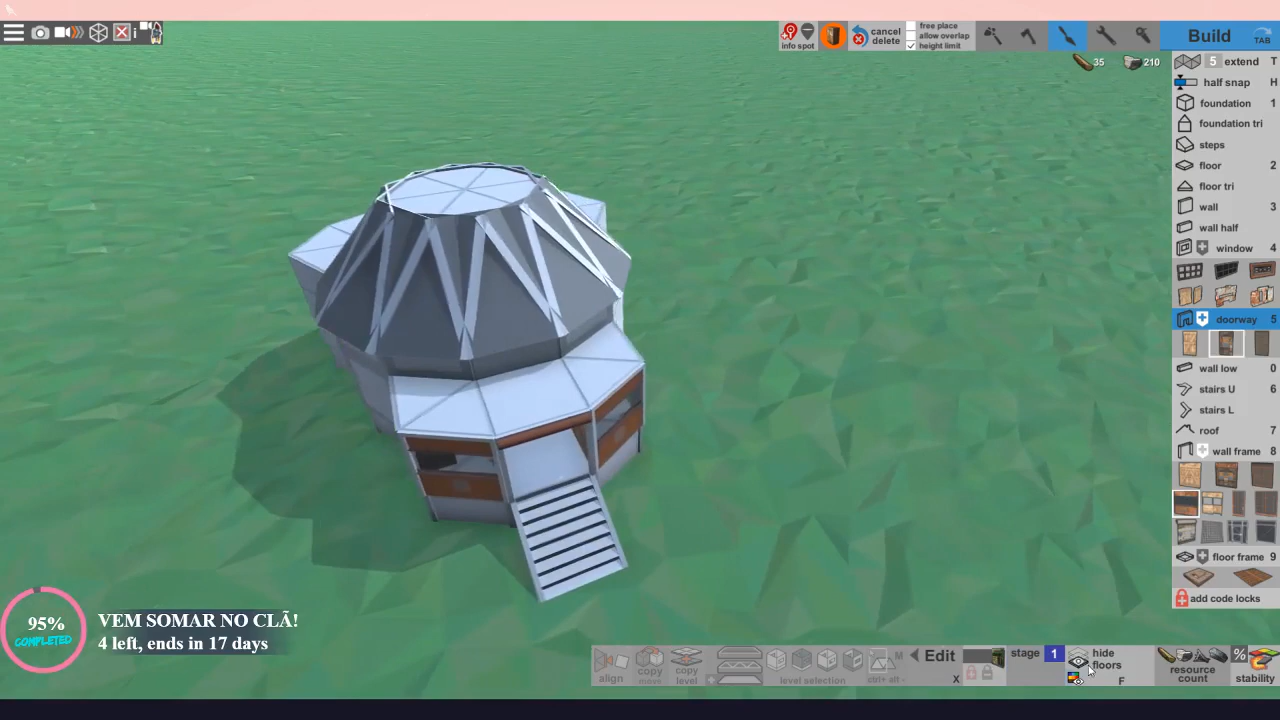 info spot
cancel
delete
free place
allow overlap
height limit
Build
TAB
35
210
5 extend T
half snap H
foundation 1
foundation tri
steps
floor 2
floor tri
wall 3
wall half
window 4
doorway 5
wall low 0
stairs U 6
stairs L
roof 7
wall frame 8
floor frame 9
add code locks
95%
COMPLETED
VEM SOMAR NO CLÃ!
4 left, ends in 17 days
align
copy
move
copy
level
level selection
M
ctrl+ alt -
Edit
X
stage 1
hide
floors
F
resource
count
%
stability